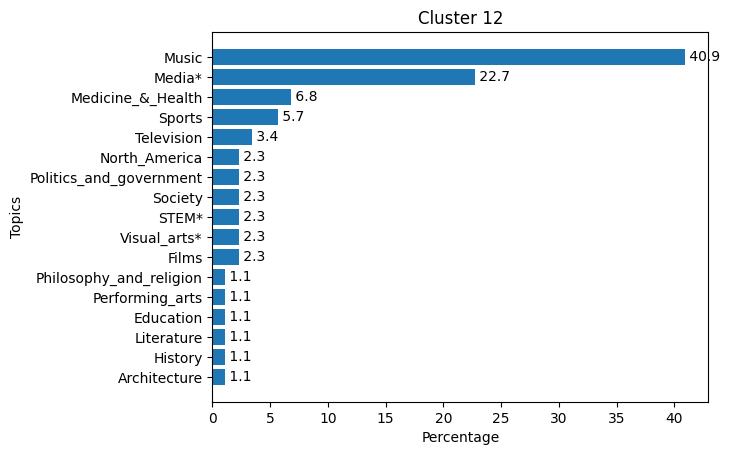 Cluster 12
Music 40.9
Media* 22.7
Medicine_&_Health 6.8
Sports 5.7
Television 3.4
North_America 2.3
Politics_and_government 2.3
Society 2.3
STEM* 2.3
Visual_arts* 2.3
Films 2.3
Philosophy_and_religion 1.1
Performing_arts 1.1
Education 1.1
Literature 1.1
History 1.1
Architecture 1.1
Topics
0 5 10 15 20 25 30 35 40
Percentage